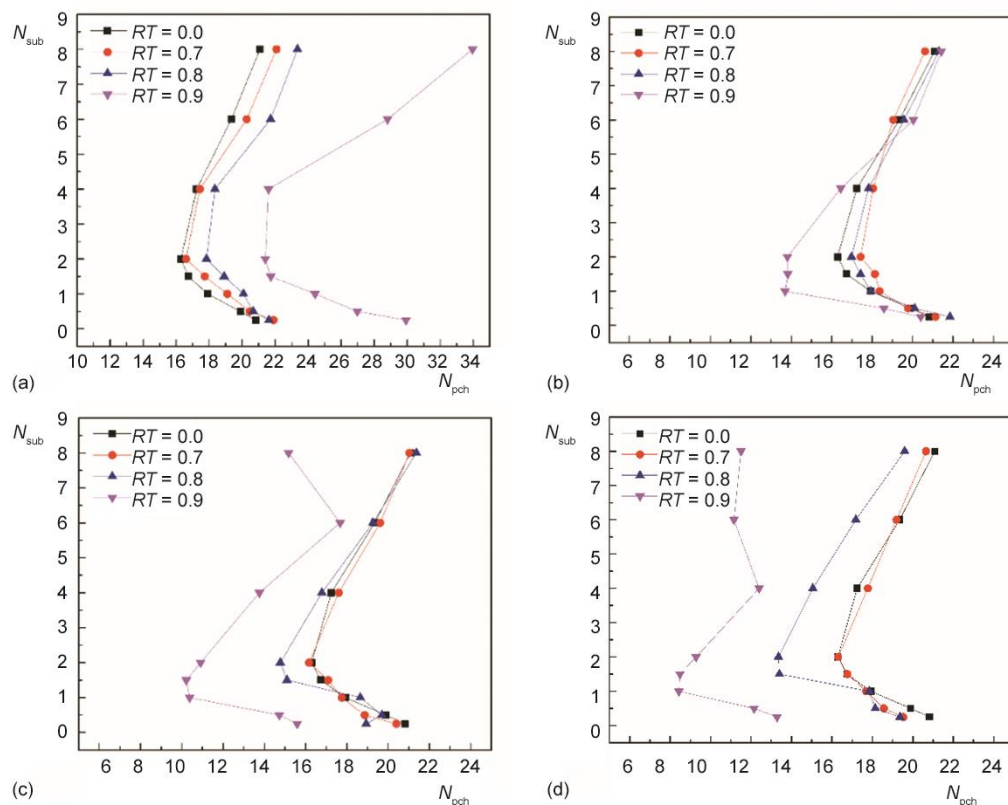 9
N_sub
8
7
6
5
4
3
2
1
0
RT = 0.0
RT = 0.7
RT = 0.8
RT = 0.9
10 12 14 16 18 20 22 24 26 28 30 32 34 36
(a)
N_pch
9
N_sub
8
7
6
5
4
3
2
1
0
RT = 0.0
RT = 0.7
RT = 0.8
RT = 0.9
6 8 10 12 14 16 18 20 22 24
(b)
N_pch
9
N_sub
8
7
6
5
4
3
2
1
0
RT = 0.0
RT = 0.7
RT = 0.8
RT = 0.9
6 8 10 12 14 16 18 20 22 24
(c)
N_pch
9
N_sub
8
7
6
5
4
3
2
1
0
RT = 0.0
RT = 0.7
RT = 0.8
RT = 0.9
6 8 10 12 14 16 18 20 22 24
(d)
N_pch